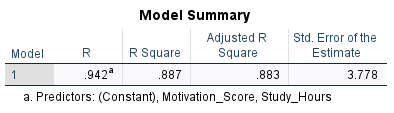 Model Summary
Model R R Square Adjusted R Square Std. Error of the Estimate
1 .942a .887 .883 3.778
a. Predictors: (Constant), Motivation_Score, Study_Hours